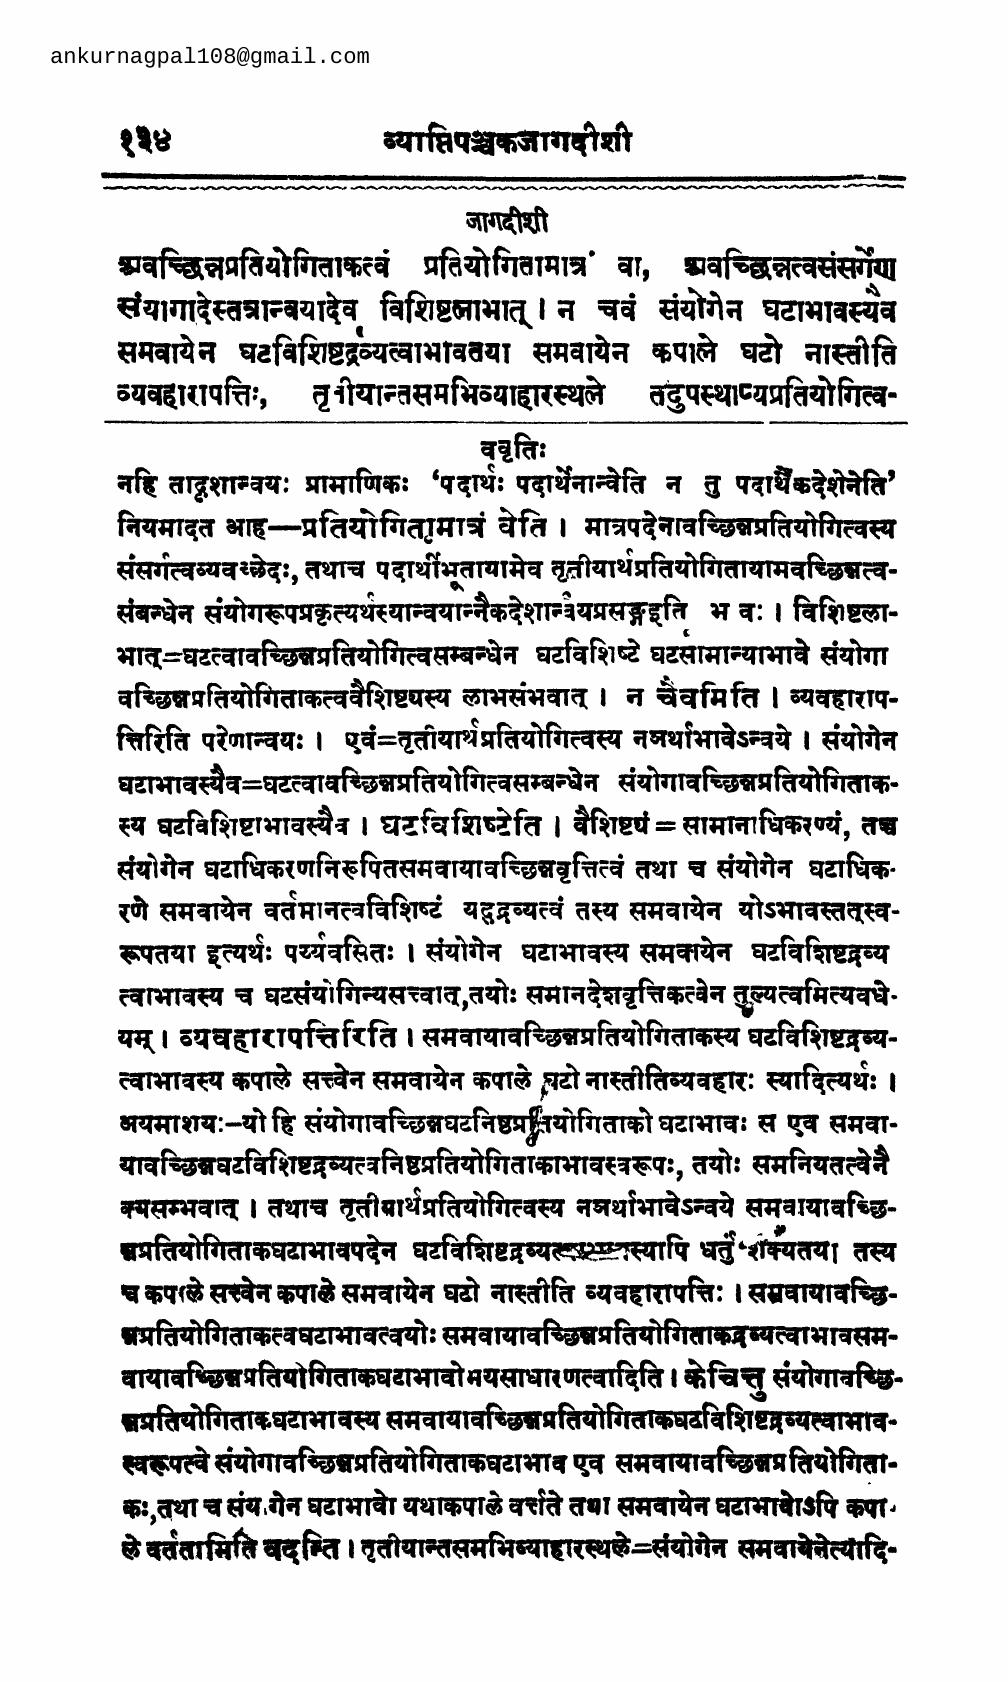 ankurnagpal108@gmail.com
१३४ व्याप्तिपञ्चकजागदीशी
जागदीशी
अवच्छिन्नप्रतियोगिताकत्वं प्रतियोगितामात्रं वा, अवच्छिन्नत्वसंसर्गेण
संयागादेस्तत्रान्वयादेव विशिष्टलाभात् । न चवं संयोगेन घटाभावस्यैव
समवायेन घटविशिष्टद्रव्यत्वाभावतया समवायेन कपाले घटो नास्तीति
व्यवहारापत्तिः, तृतीयान्तसमभिव्याहारस्थले तदुपस्थाप्यप्रतियोगित्व-
ववृतिः
नहि तादृशान्वयः प्रामाणिकः ‘पदार्थः पदार्थेनान्वेति न तु पदार्थैकदेशेनेति’
नियमादत आह—प्रतियोगितामात्रं वेति । मात्रपदेनावच्छिन्नप्रतियोगित्वस्य
संसर्गत्वव्यवच्छेदः, तथाच पदार्थीभूतायामेव तृतीयार्थप्रतियोगितायामवच्छिन्नत्व-
संबन्धेन संयोगरूपप्रकृत्यर्थस्यान्वयान्नैकदेशान्वयप्रसङ्गइति भ वः । विशिष्टला-
भात्=घटत्वावच्छिन्नप्रतियोगित्वसम्बन्धेन घटविशिष्टे घटसामान्याभावे संयोगा
वच्छिन्नप्रतियोगिताकत्ववैशिष्ट्यस्य लाभसंभवात् । न चैवमिति । व्यवहाराप-
त्तिरिति परेणान्वयः । एवं=तृतीयार्थप्रतियोगित्वस्य नञर्थाभावेऽन्वये । संयोगेन
घटाभावस्यैव=घटत्वावच्छिन्नप्रतियोगित्वसम्बन्धेन संयोगावच्छिन्नप्रतियोगिताक-
स्य घटविशिष्टाभावस्यैव । घटविशिष्टेति । वैशिष्ट्यं = सामानाधिकरण्यं, तच्च
संयोगेन घटाधिकरणनिरूपितसमवायावच्छिन्नवृत्तित्वं तथा च संयोगेन घटाधिक-
रणे समवायेन वर्तमानत्वविशिष्टं यद्द्रव्यत्वं तस्य समवायेन योऽभावस्तत्स्व-
रूपतया इत्यर्थः पर्य्यवसितः । संयोगेन घटाभावस्य समवायेन घटविशिष्टद्रव्य
त्वाभावस्य च घटसंयोगिन्यसत्त्वात्,तयोः समानदेशवृत्तिकत्वेन तुल्यत्वमित्यवधे-
यम् । व्यवहारापत्तिरिति । समवायावच्छिन्नप्रतियोगिताकस्य घटविशिष्टद्रव्य-
त्वाभावस्य कपाले सत्त्वेन समवायेन कपाले घटो नास्तीतिव्यवहारः स्यादित्यर्थः ।
अयमाशयः–यो हि संयोगावच्छिन्नघटनिष्ठप्रतियोगिताको घटाभावः स एव समवा-
यावच्छिन्नघटविशिष्टद्रव्यत्वनिष्ठप्रतियोगिताकाभावस्वरूपः, तयोः समनियतत्वेनै
क्यसम्भवात् । तथाच तृतीयार्थप्रतियोगित्वस्य नञर्थाभावेऽन्वये समवायावच्छि-
न्नप्रतियोगिताकघटाभावपदेन स्यापि धर्तुं शक्यतया तस्य
च कपाले सत्त्वेन कपाले समवायेन घटो नास्तीति व्यवहारापत्तिः । समवायावच्छि-
न्नप्रतियोगिताकत्वघटाभावत्वयोः समवायावच्छिन्नप्रतियोगिताकद्रव्यत्वाभावसम-
वायावच्छिन्नप्रतियोगिताकघटाभावोभयसाधारणत्वादिति । केचित्तु संयोगावच्छि-
न्नप्रतियोगिताकघटाभावस्य समवायावच्छिन्नप्रतियोगिताकघटविशिष्टद्रव्यत्वाभाव-
स्वरूपत्वे संयोगावच्छिन्नप्रतियोगिताकघटाभाव एव समवायावच्छिन्नप्रतियोगिता-
कः,तथा च संयोगेन घटाभावो यथाकपाले वर्त्तते तथा समवायेन घटाभावोऽपि कपा-
ले वर्ततामिति वदन्ति । तृतीयान्तसमभिव्याहारस्थले=संयोगेन समवायेनेत्यादि-